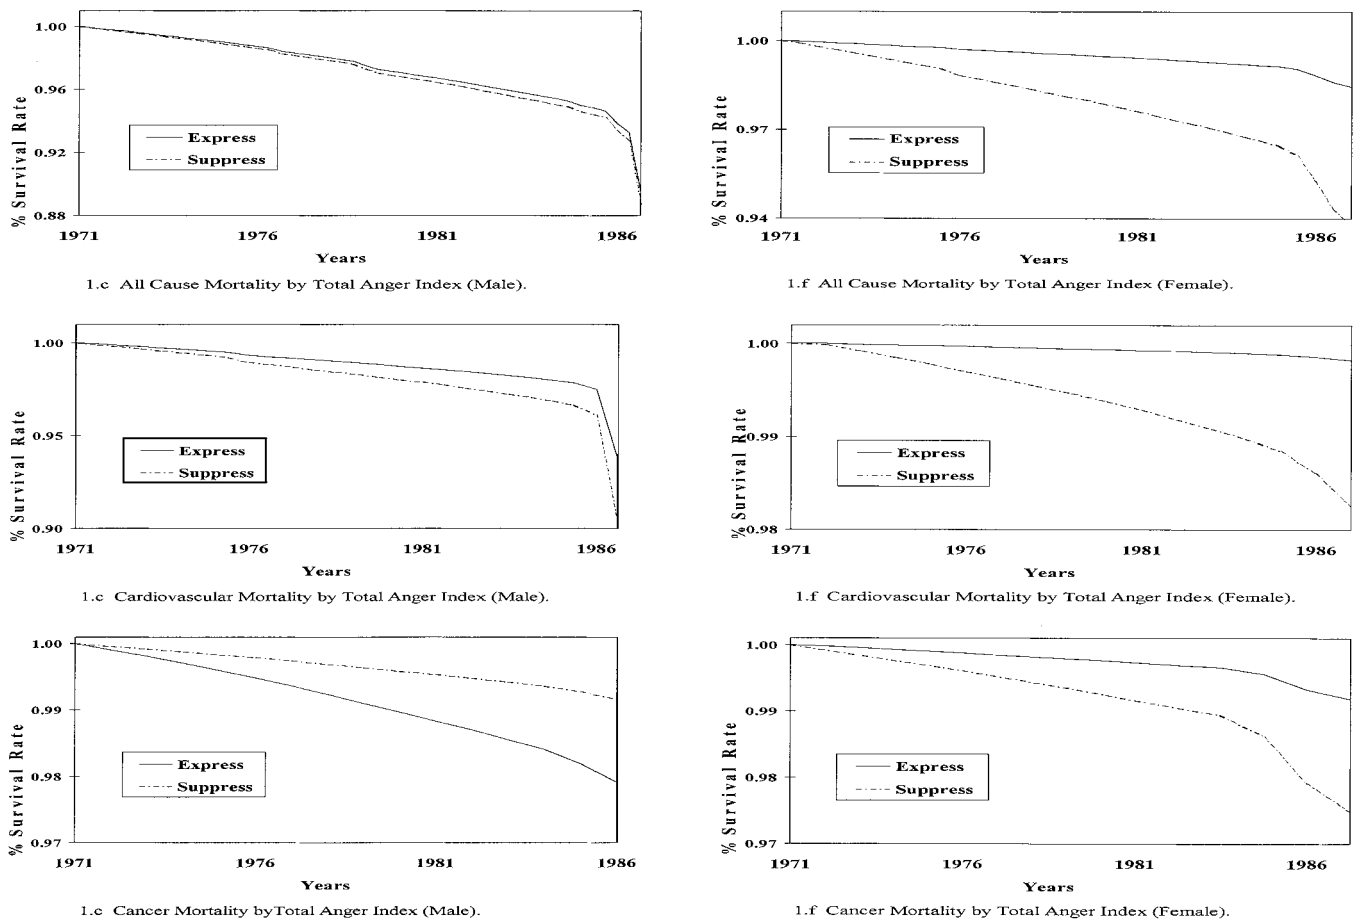 1.00
0.96
0.92
0.88
% Survival Rate
Express
Suppress
1971 1976 1981 1986
Years
1.c All Cause Mortality by Total Anger Index (Male).
1.00
0.97
0.94
% Survival Rate
Express
Suppress
1971 1976 1981 1986
Years
1.f All Cause Mortality by Total Anger Index (Female).
1.00
0.95
0.90
% Survival Rate
Express
Suppress
1971 1976 1981 1986
Years
1.c Cardiovascular Mortality by Total Anger Index (Male).
1.00
0.99
0.98
% Survival Rate
Express
Suppress
1971 1976 1981 1986
Years
1.f Cardiovascular Mortality by Total Anger Index (Female).
1.00
0.99
0.98
0.97
% Survival Rate
Express
Suppress
1971 1976 1981 1986
Years
1.c Cancer Mortality byTotal Anger Index (Male).
1.00
0.99
0.98
0.97
% Survival Rate
Express
Suppress
1971 1976 1981 1986
Years
1.f Cancer Mortality by Total Anger Index (Female).